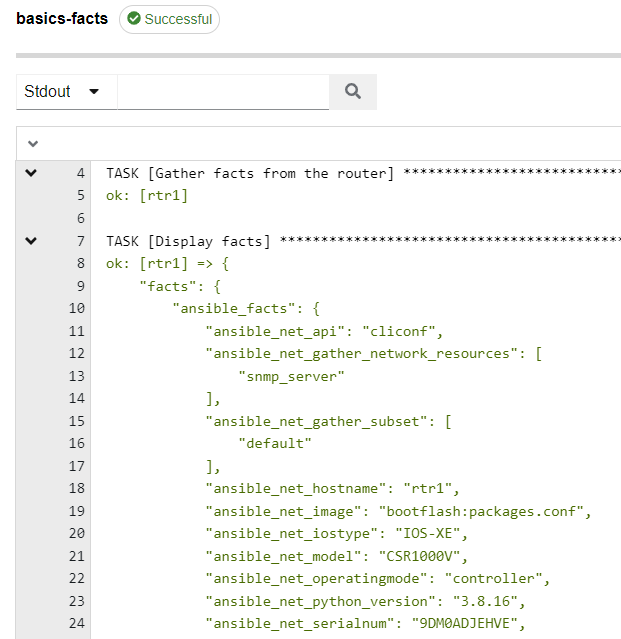 basics-facts Successful
Stdout
4 TASK [Gather facts from the router] ***************************
5 ok: [rtr1]
6
7 TASK [Display facts] ******************************************
8 ok: [rtr1] => {
9 "facts": {
10 "ansible_facts": {
11 "ansible_net_api": "cliconf",
12 "ansible_net_gather_network_resources": [
13 "snmp_server"
14 ],
15 "ansible_net_gather_subset": [
16 "default"
17 ],
18 "ansible_net_hostname": "rtr1",
19 "ansible_net_image": "bootflash:packages.conf",
20 "ansible_net_iostype": "IOS-XE",
21 "ansible_net_model": "CSR1000V",
22 "ansible_net_operatingmode": "controller",
23 "ansible_net_python_version": "3.8.16",
24 "ansible_net_serialnum": "9DM0ADJEHVE",